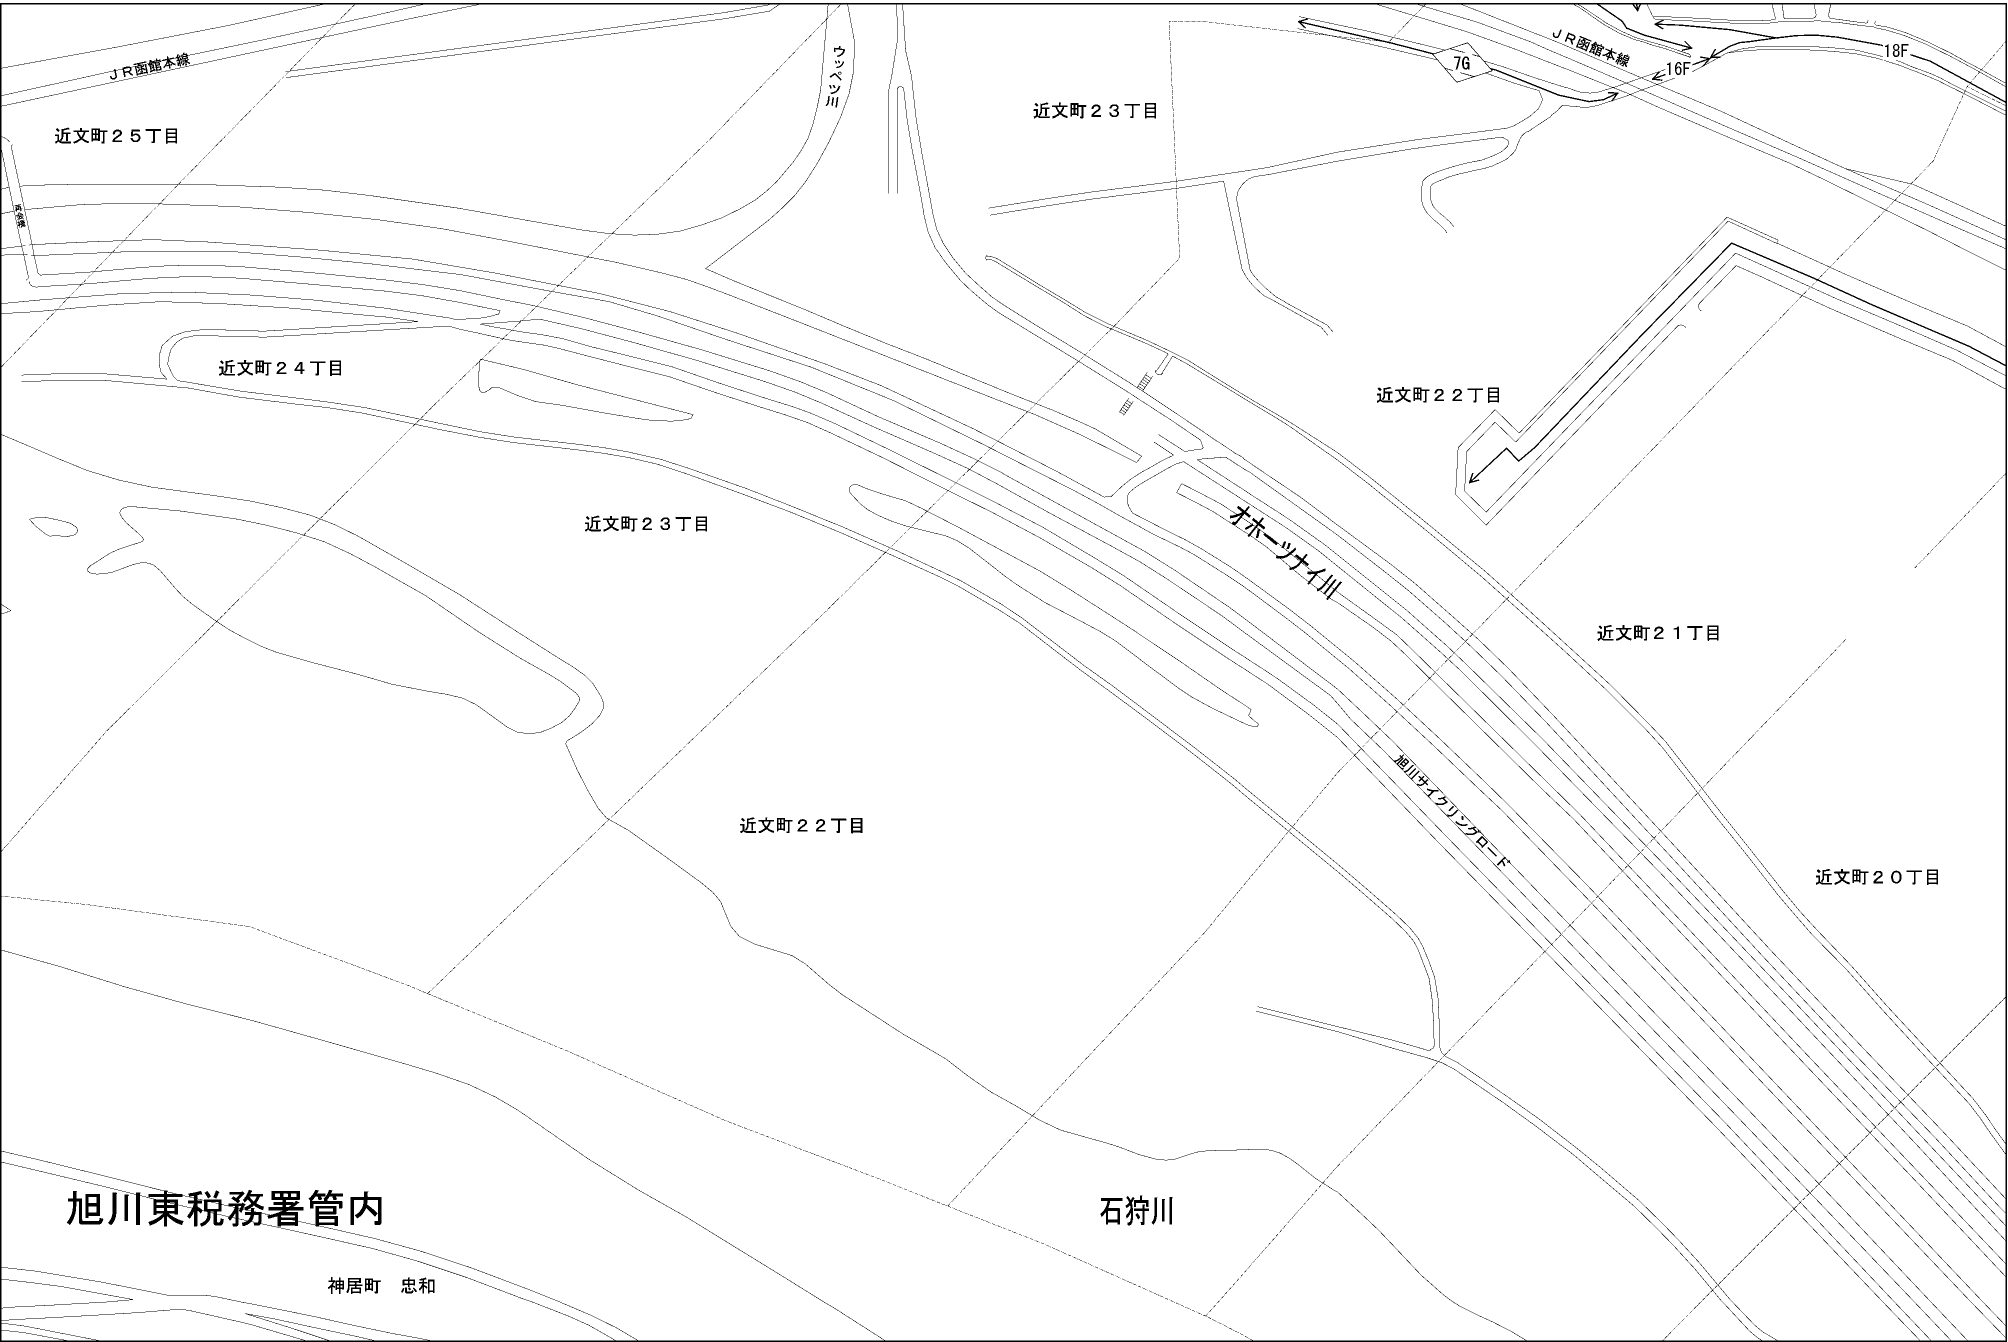 ＪＲ函館本線
ウッペツ川
ＪＲ函館本線
18F
7G
16F
近文町２５丁目
近文町２３丁目
近文町２４丁目
近文町２２丁目
近文町２３丁目
オホーツナイ川
近文町２１丁目
旭川サイクリングロード
近文町２２丁目
近文町２０丁目
旭川東税務署管内
石狩川
神居町　忠和